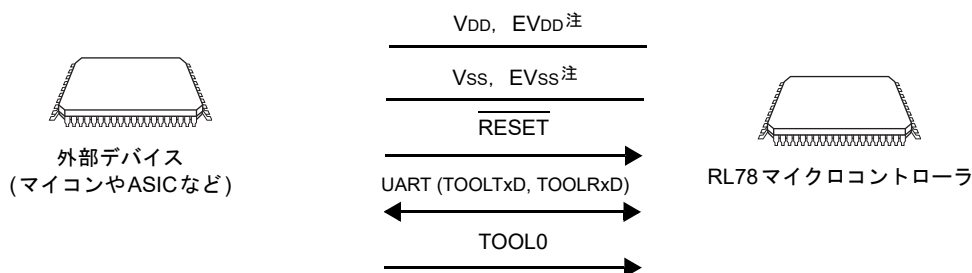 VDD, EVDD注
VSS, EVSS注
RESET
外部デバイス
(マイコンやASICなど)
UART (TOOLTxD, TOOLRxD)
RL78マイクロコントローラ
TOOL0